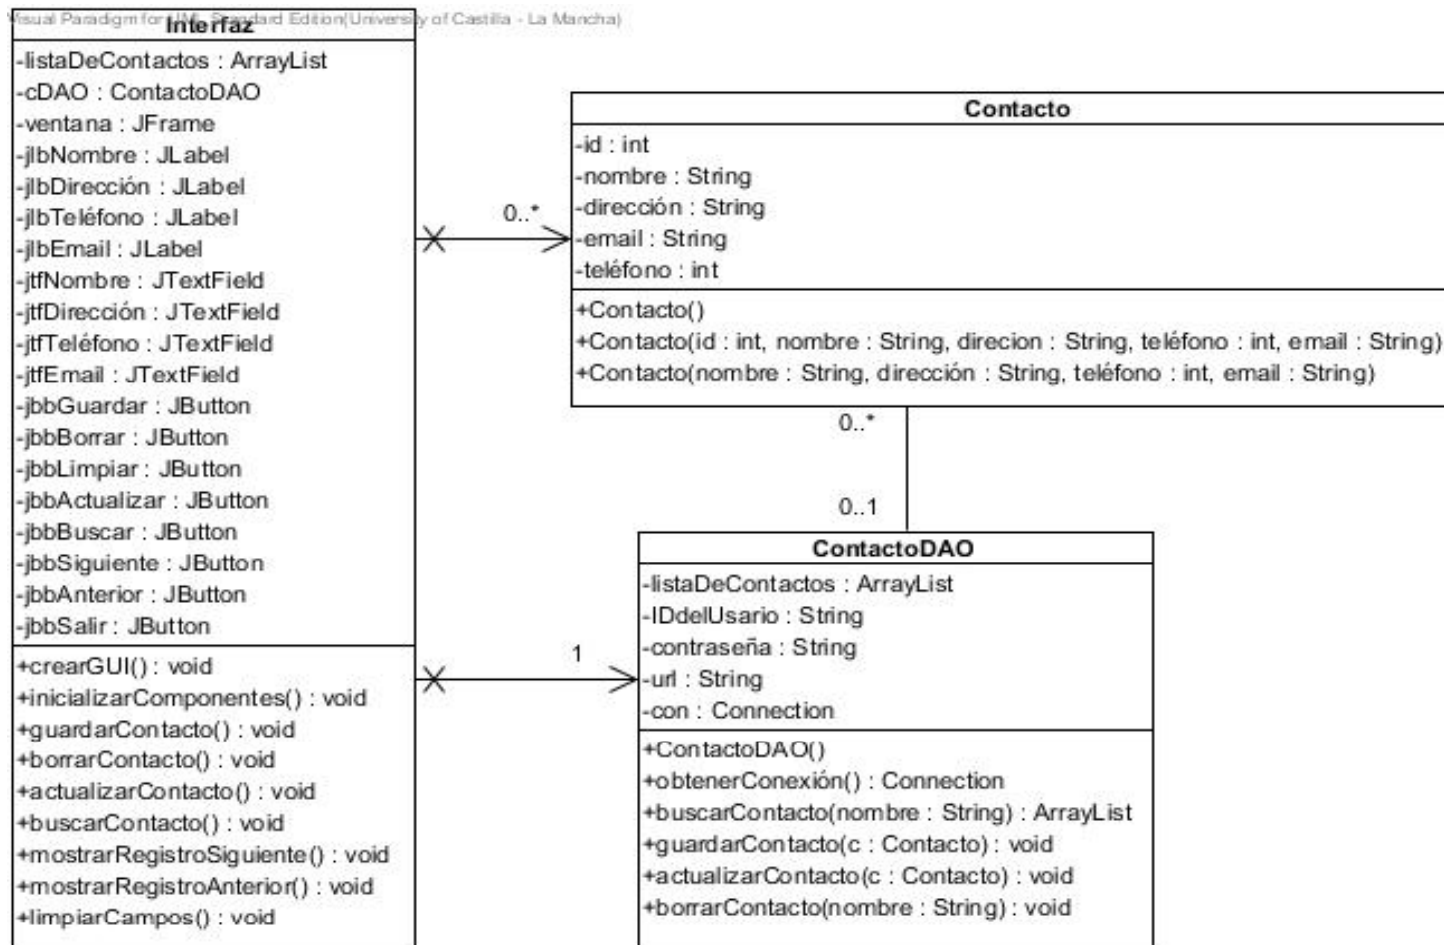 Visual Paradigm for UML Standard Edition(University of Castilla - La Mancha)
Interfaz
-listaDeContactos : ArrayList
-cDAO : ContactoDAO
-ventana : JFrame
-jlbNombre : JLabel
-jlbDirección : JLabel
-jlbTeléfono : JLabel
-jlbEmail : JLabel
-jtfNombre : JTextField
-jtfDirección : JTextField
-jtfTeléfono : JTextField
-jtfEmail : JTextField
-jbbGuardar : JButton
-jbbBorrar : JButton
-jbbLimpiar : JButton
-jbbActualizar : JButton
-jbbBuscar : JButton
-jbbSiguiente : JButton
-jbbAnterior : JButton
-jbbSalir : JButton
+crearGUI() : void
+inicializarComponentes() : void
+guardarContacto() : void
+borrarContacto() : void
+actualizarContacto() : void
+buscarContacto() : void
+mostrarRegistroSiguiente() : void
+mostrarRegistroAnterior() : void
+limpiarCampos() : void
0..*
Contacto
-id : int
-nombre : String
-dirección : String
-email : String
-teléfono : int
+Contacto()
+Contacto(id : int, nombre : String, direcion : String, teléfono : int, email : String)
+Contacto(nombre : String, dirección : String, teléfono : int, email : String)
0..*
0..1
1
ContactoDAO
-listaDeContactos : ArrayList
-IDdelUsario : String
-contraseña : String
-url : String
-con : Connection
+ContactoDAO()
+obtenerConexión() : Connection
+buscarContacto(nombre : String) : ArrayList
+guardarContacto(c : Contacto) : void
+actualizarContacto(c : Contacto) : void
+borrarContacto(nombre : String) : void